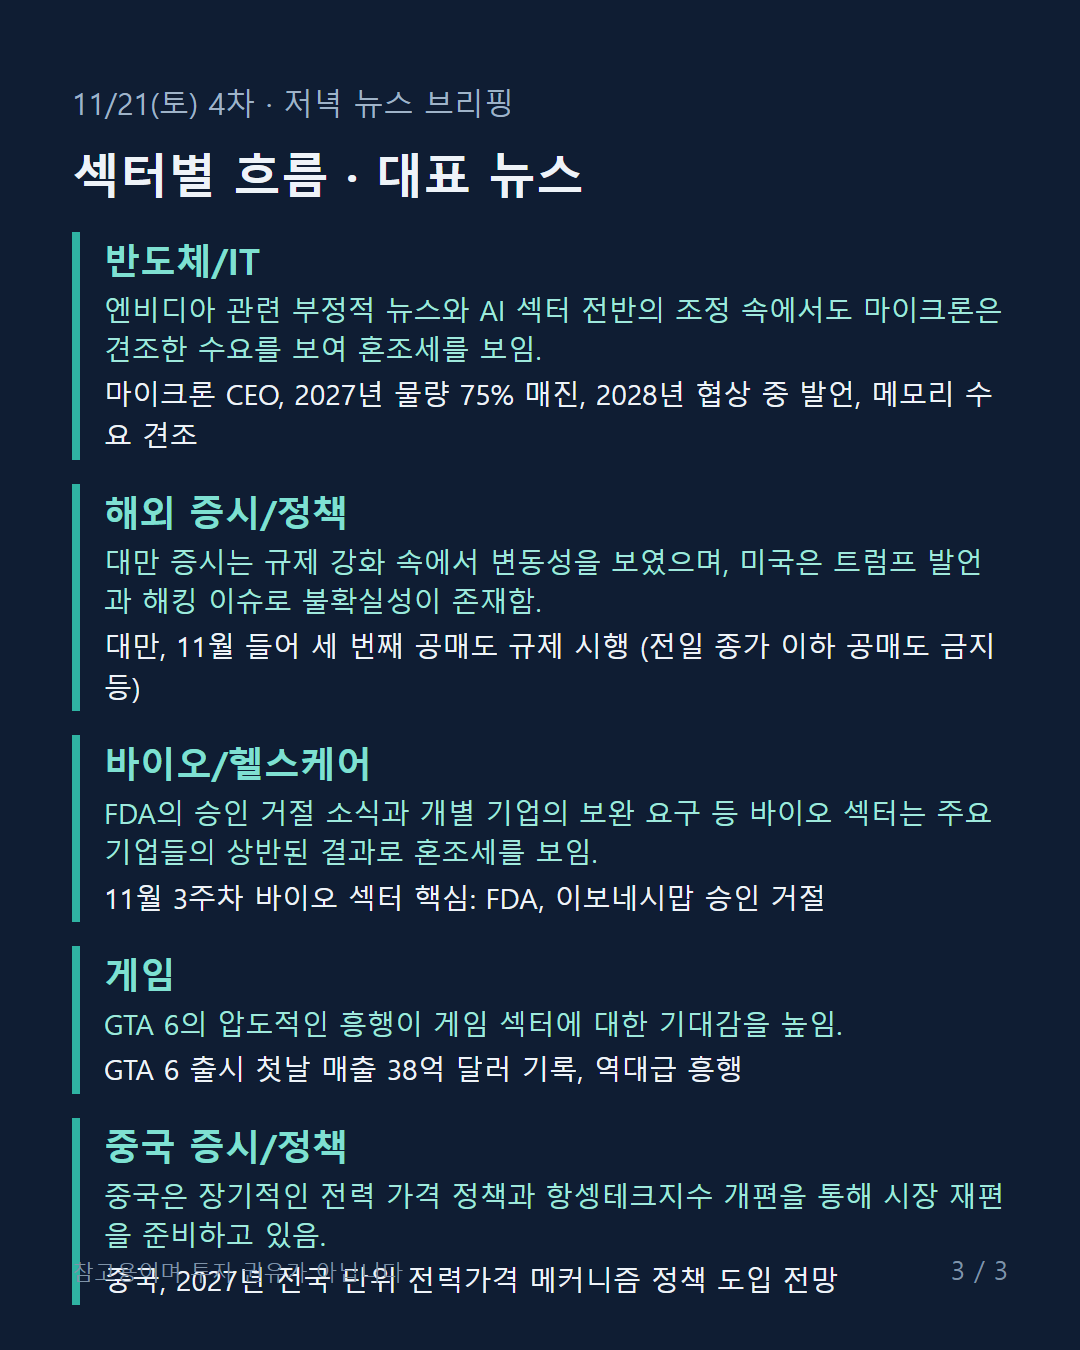 11/21(토) 4차 · 저녁 뉴스 브리핑
섹터별 흐름 · 대표 뉴스
반도체/IT
엔비디아 관련 부정적 뉴스와 AI 섹터 전반의 조정 속에서도 마이크론은
견조한 수요를 보여 혼조세를 보임.
마이크론 CEO, 2027년 물량 75% 매진, 2028년 협상 중 발언, 메모리 수
요 견조
해외 증시/정책
대만 증시는 규제 강화 속에서 변동성을 보였으며, 미국은 트럼프 발언
과 해킹 이슈로 불확실성이 존재함.
대만, 11월 들어 세 번째 공매도 규제 시행 (전일 종가 이하 공매도 금지
등)
바이오/헬스케어
FDA의 승인 거절 소식과 개별 기업의 보완 요구 등 바이오 섹터는 주요
기업들의 상반된 결과로 혼조세를 보임.
11월 3주차 바이오 섹터 핵심: FDA, 이보네시맙 승인 거절
게임
GTA 6의 압도적인 흥행이 게임 섹터에 대한 기대감을 높임.
GTA 6 출시 첫날 매출 38억 달러 기록, 역대급 흥행
중국 증시/정책
중국은 장기적인 전력 가격 정책과 항셍테크지수 개편을 통해 시장 재편
을 준비하고 있음.
중국, 2027년 전국 단위 전력가격 메커니즘 정책 도입 전망
참고용이며 투자 권유가 아닙니다
3 / 3